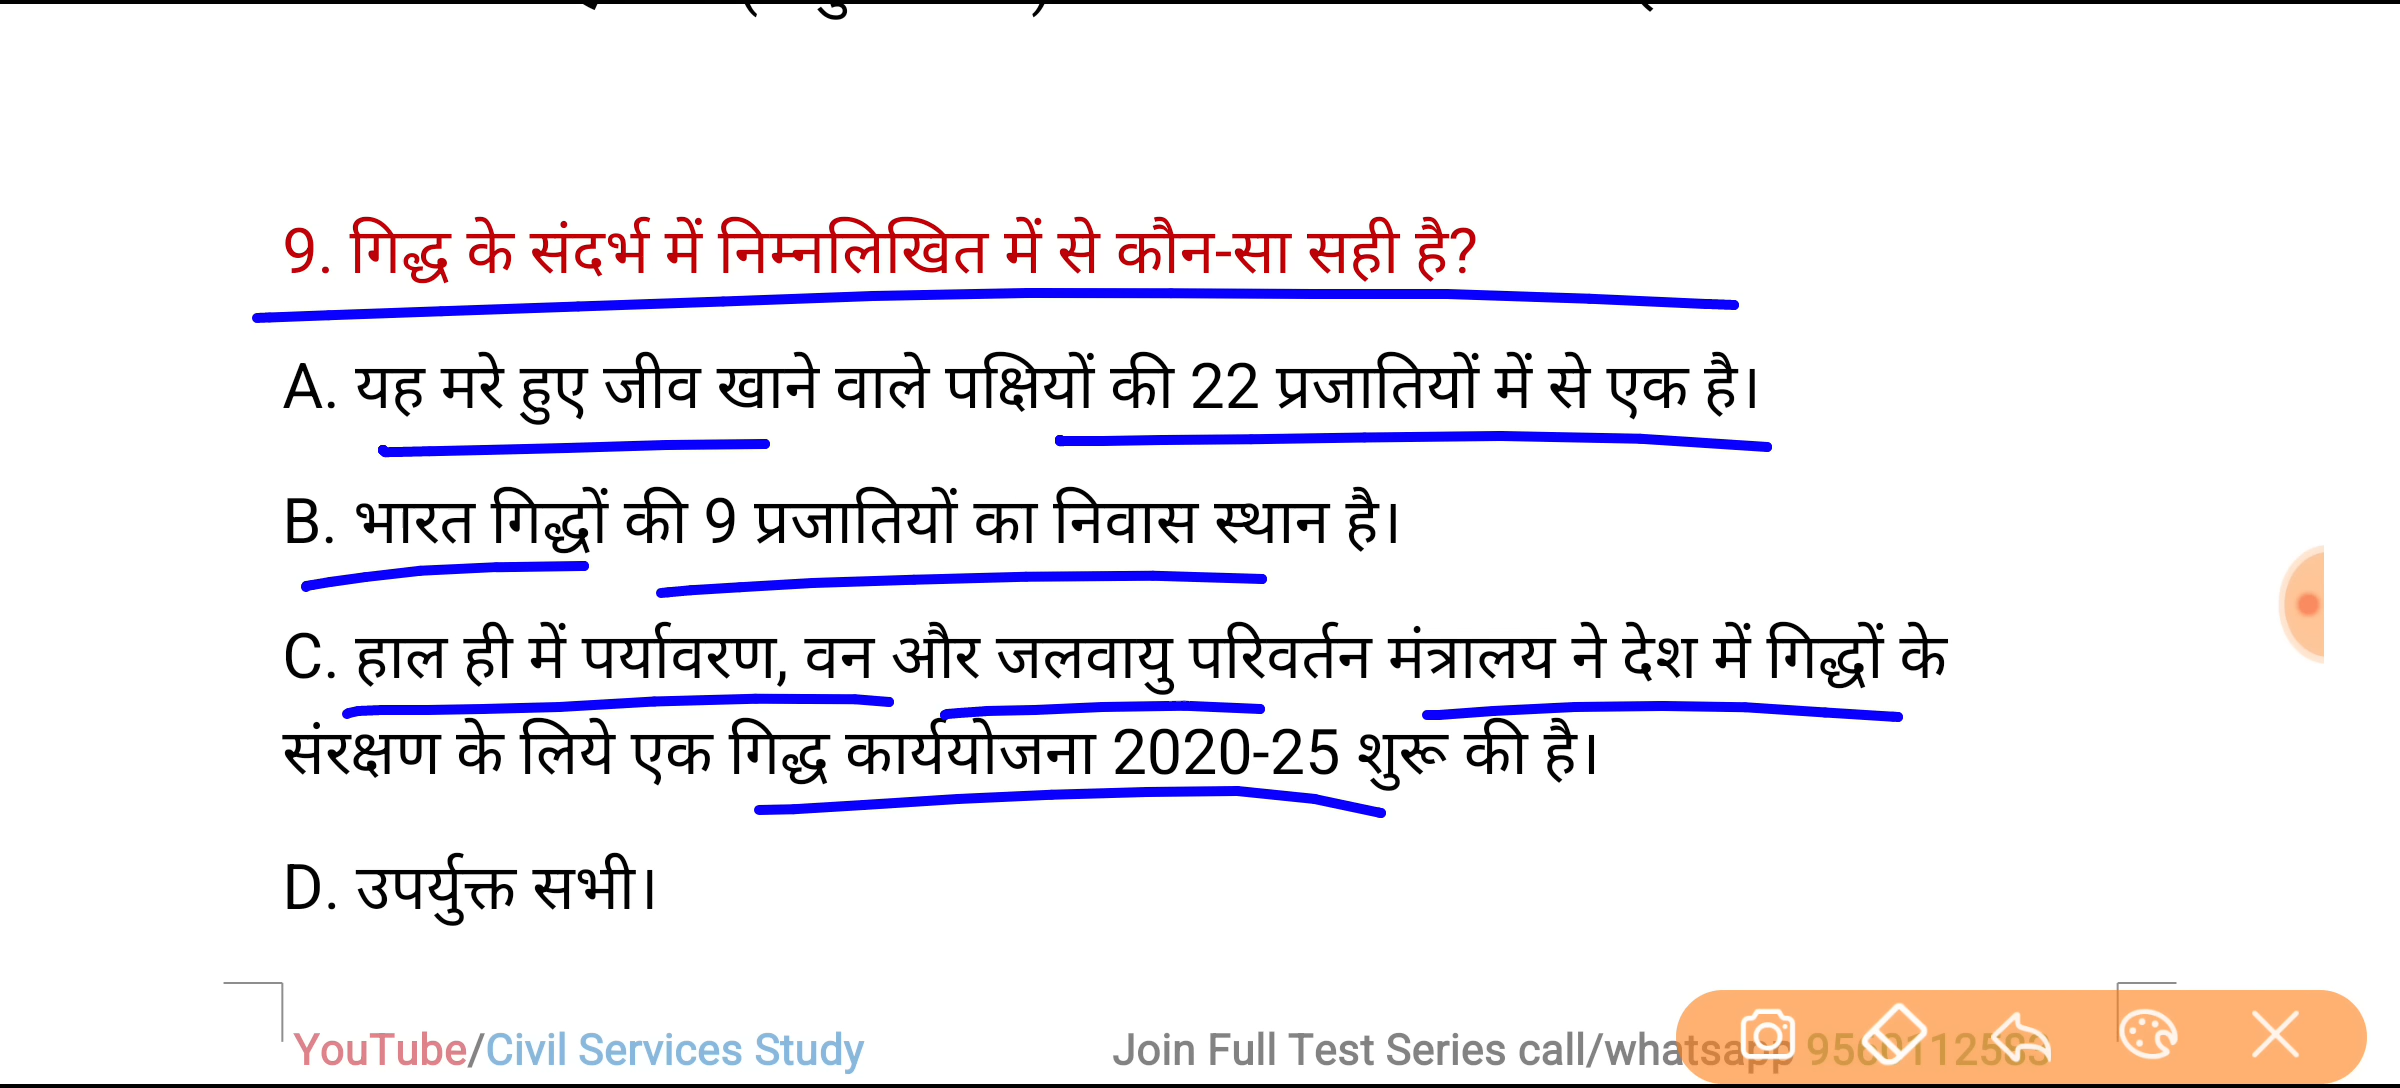 9. गिद्ध के संदर्भ में निम्नलिखित में से कौन-सा सही है?
A. यह मरे हुए जीव खाने वाले पक्षियों की 22 प्रजातियों में से एक है।
B. भारत गिद्धों की 9 प्रजातियों का निवास स्थान है।
C. हाल ही में पर्यावरण, वन और जलवायु परिवर्तन मंत्रालय ने देश में गिद्धों के
संरक्षण के लिये एक गिद्ध कार्ययोजना 2020-25 शुरू की है।
D. उपर्युक्त सभी।
YouTube/Civil Services Study
Join Full Test Series call/whatsapp